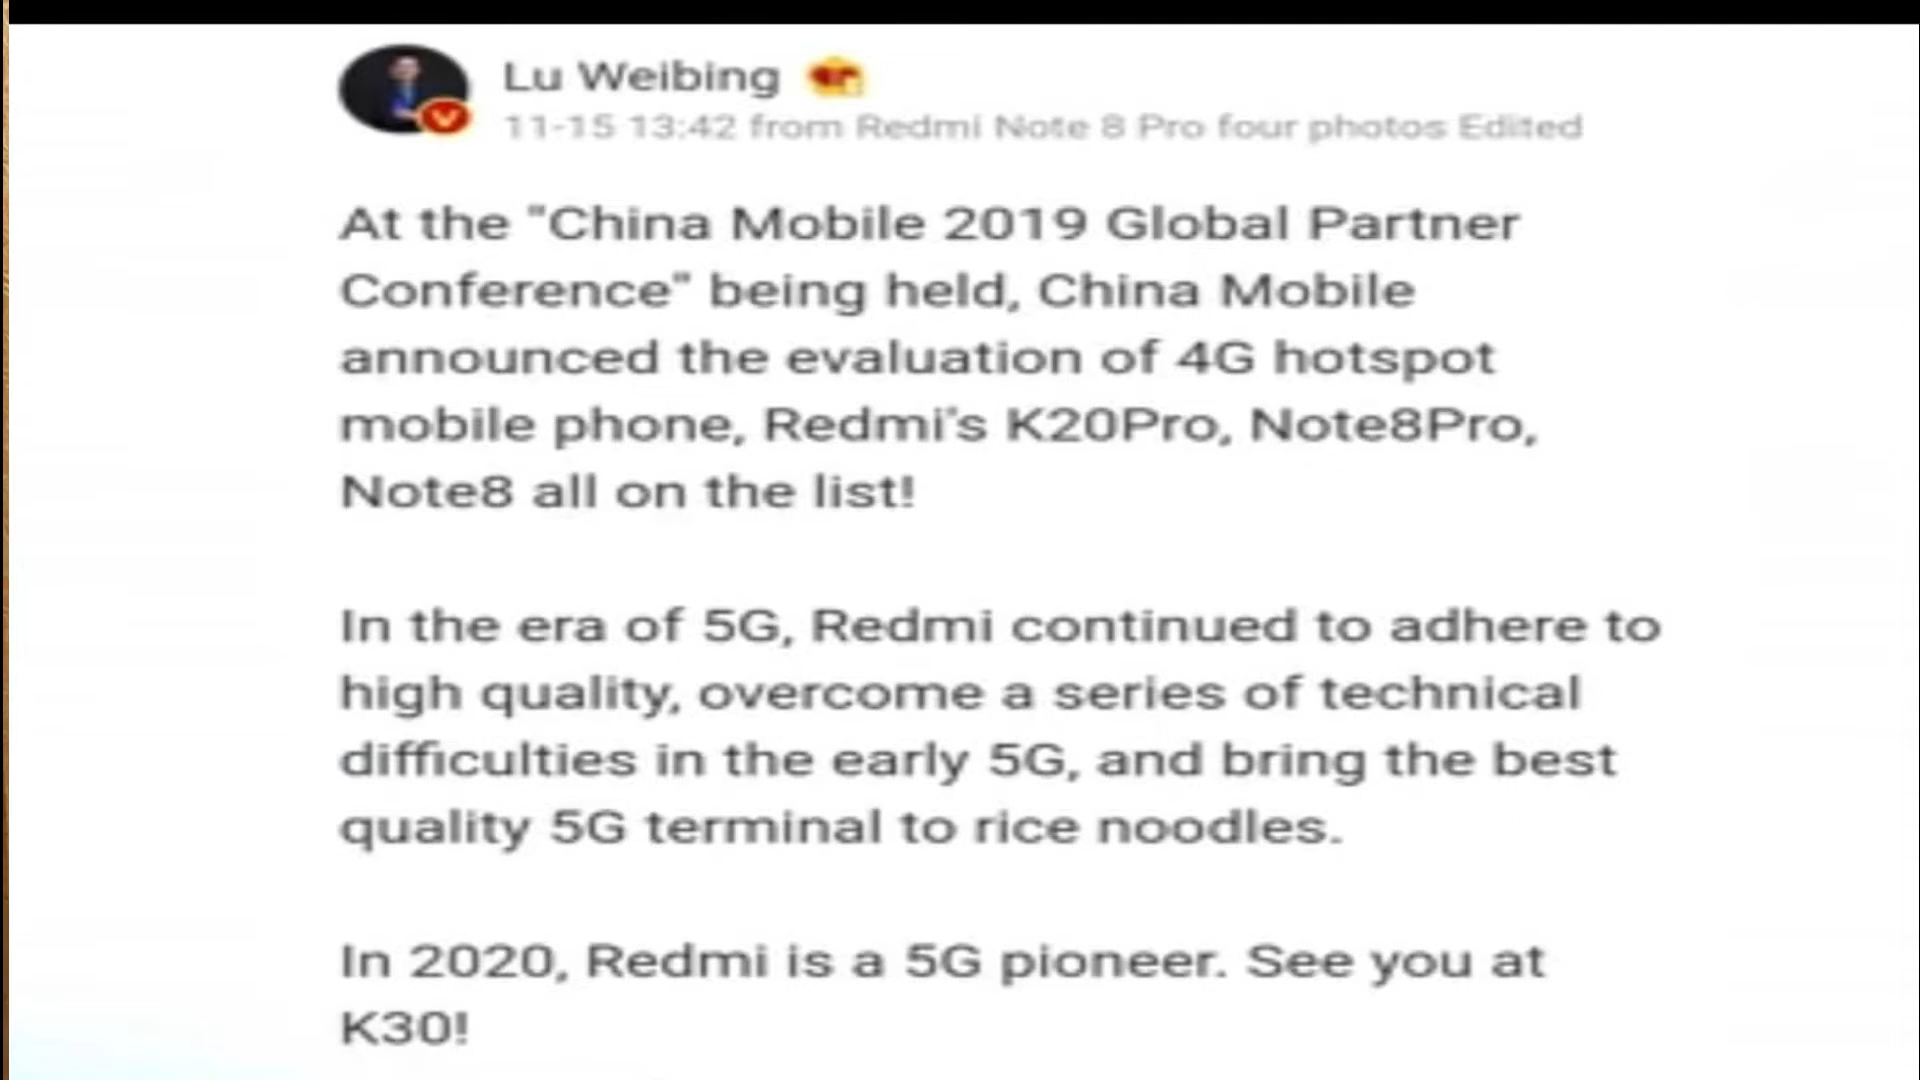 Lu Weibing
11-15 13:42 from Redmi Note 8 Pro four photos Edited
At the "China Mobile 2019 Global Partner
Conference" being held, China Mobile
announced the evaluation of 4G hotspot
mobile phone, Redmi's K20Pro, Note8Pro,
Note8 all on the list!
In the era of 5G, Redmi continued to adhere to
high quality, overcome a series of technical
difficulties in the early 5G, and bring the best
quality 5G terminal to rice noodles.
In 2020, Redmi is a 5G pioneer. See you at
K30!